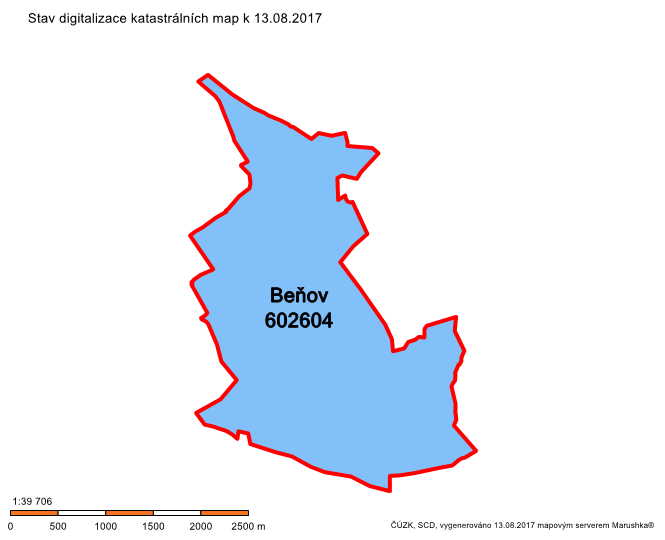 Stav digitalizace katastrálních map k 13.08.2017
Beňov
602604
1:39 706
0 500 1000 1500 2000 2500 m
ČÚZK, SCD, vygenerováno 13.08.2017 mapovým serverem Marushka®